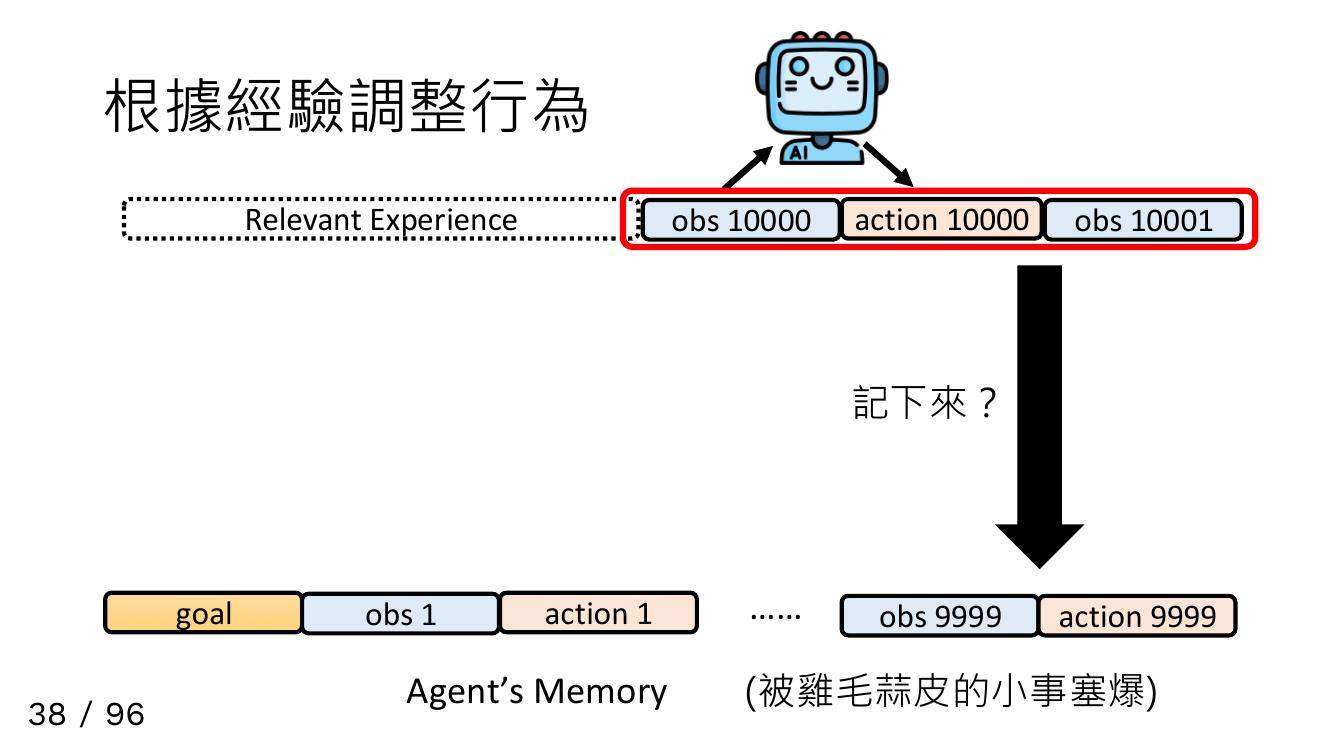 根據經驗調整行為
AI
Relevant Experience
obs 10000
action 10000
obs 10001
記下來？
goal
obs 1
action 1
……
obs 9999
action 9999
Agent’s Memory
(被雞毛蒜皮的小事塞爆)
38 / 96